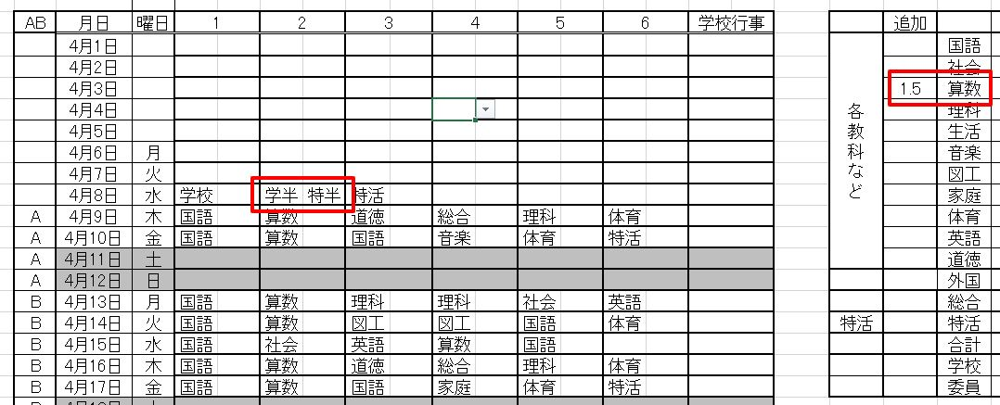 AB 月日 曜日 1 2 3 4 5 6 学校行事 追加
4月1日 国語
4月2日 社会
4月3日 1.5 算数
4月4日 理科
4月5日 生活
4月6日 月 音楽
4月7日 火 図工
4月8日 水 学校 学半 特半 特活 家庭
A 4月9日 木 国語 算数 道徳 総合 理科 体育 体育
A 4月10日 金 国語 算数 国語 音楽 体育 特活 英語
A 4月11日 土 道徳
A 4月12日 日 外国
各教科など
B 4月13日 月 国語 算数 理科 理科 社会 英語 総合
B 4月14日 火 国語 算数 図工 図工 国語 体育 特活 特活
B 4月15日 水 国語 社会 英語 算数 国語 合計
B 4月16日 木 国語 算数 道徳 総合 理科 体育 学校
B 4月17日 金 国語 算数 国語 家庭 体育 特活 委員